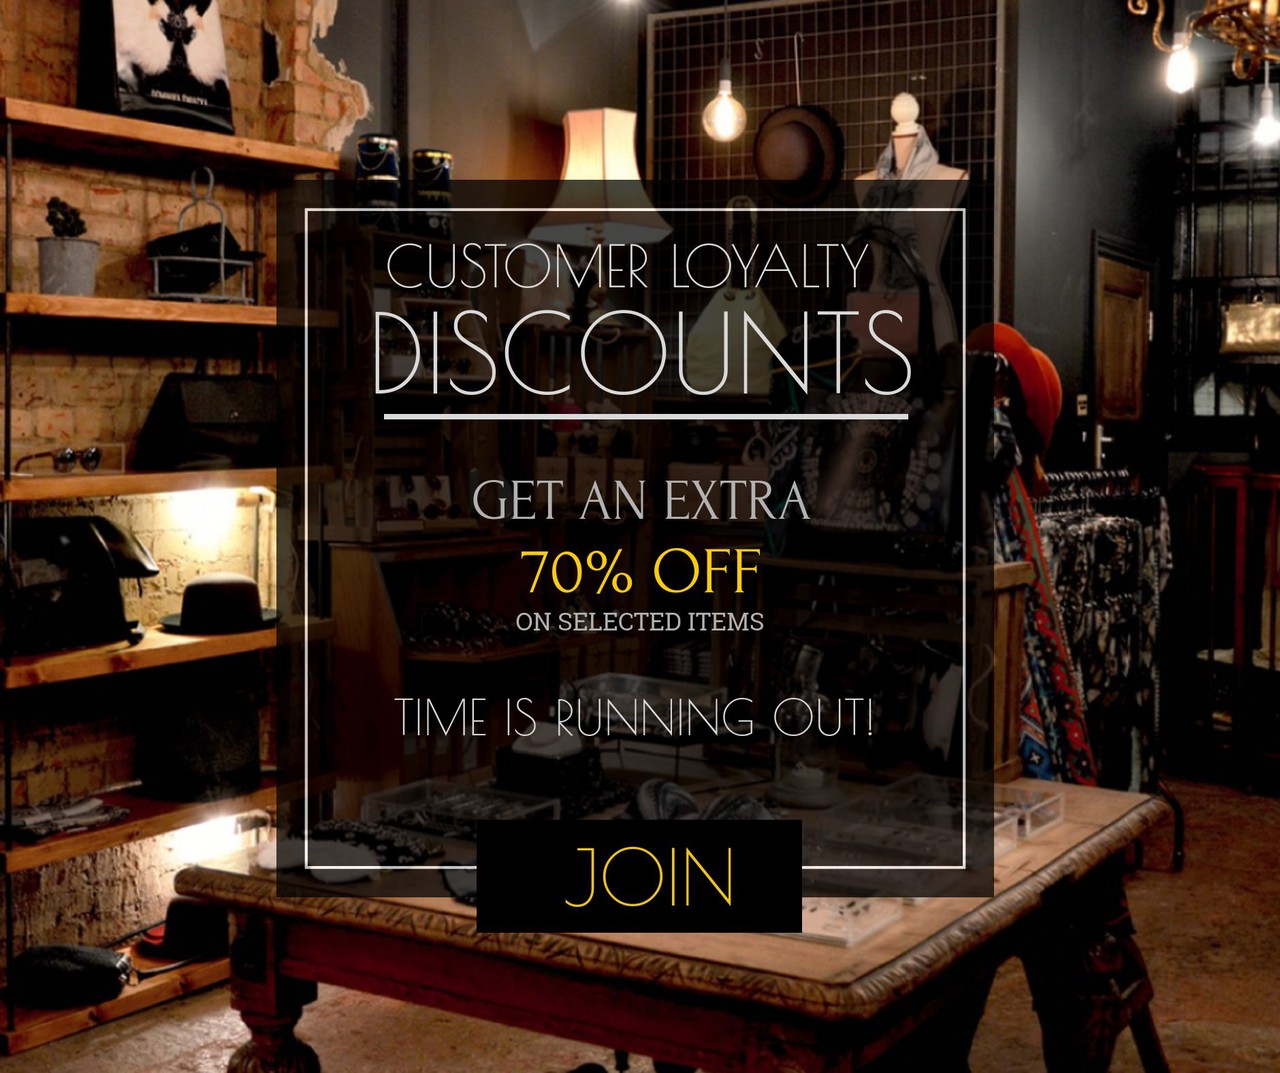 CUSTOMER LOYALTY
DISCOUNTS
GET AN EXTRA
70% OFF
ON SELECTED ITEMS
TIME IS RUNNING OUT!
JOIN